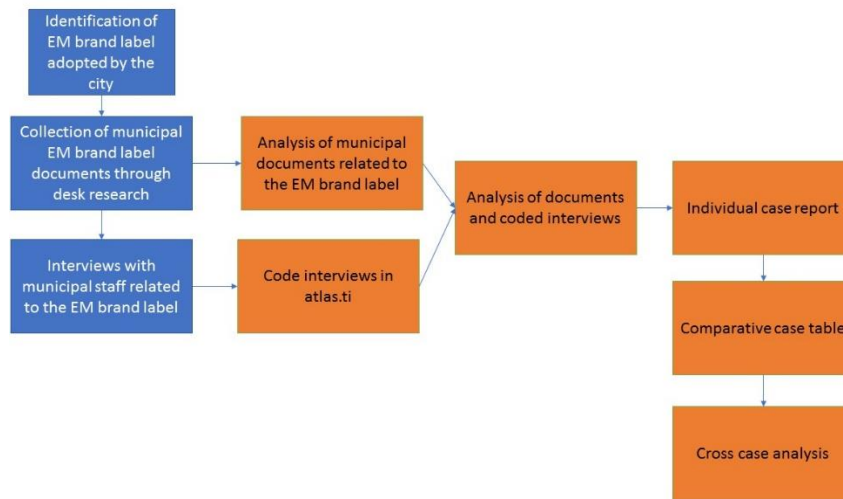 Identification of
EM brand label
adopted by the
city
Collection of municipal
EM brand label
documents through
desk research
Analysis of municipal
documents related to
the EM brand label
Analysis of documents
and coded interviews
Individual case report
Interviews with
municipal staff related
to the EM brand label
Code interviews in
atlas.ti
Comparative case table
Cross case analysis